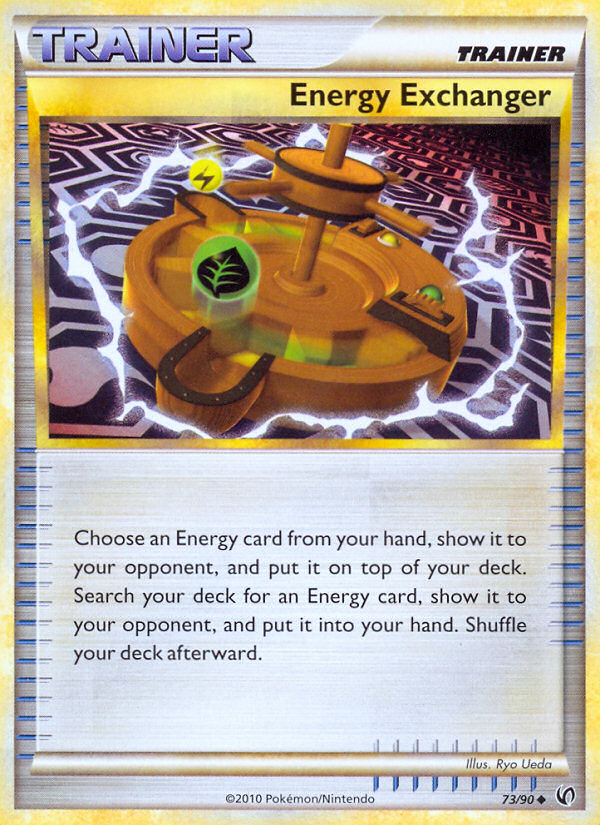 TRAINER
TRAINER
Energy Exchanger
Choose an Energy card from your hand, show it to
your opponent, and put it on top of your deck.
Search your deck for an Energy card, show it to
your opponent, and put it into your hand. Shuffle
your deck afterward.
Illus. Ryo Ueda
©2010 Pokémon/Nintendo
73/90